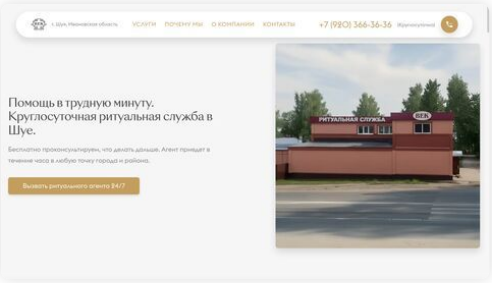 г. Шуя, Ивановская область
УСЛУГИ ПОЧЕМУ МЫ О КОМПАНИИ КОНТАКТЫ
+7 (920) 366-36-36 (Круглосуточно)
Помощь в трудную минуту.
Круглосуточная ритуальная служба в
Шуе.
Бесплатно проконсультируем, что делать дальше. Агент приедет в
течение часа в любую точку города и района.
Вызвать ритуального агента 24/7
РИТУАЛЬНАЯ СЛУЖБА
ВЕК